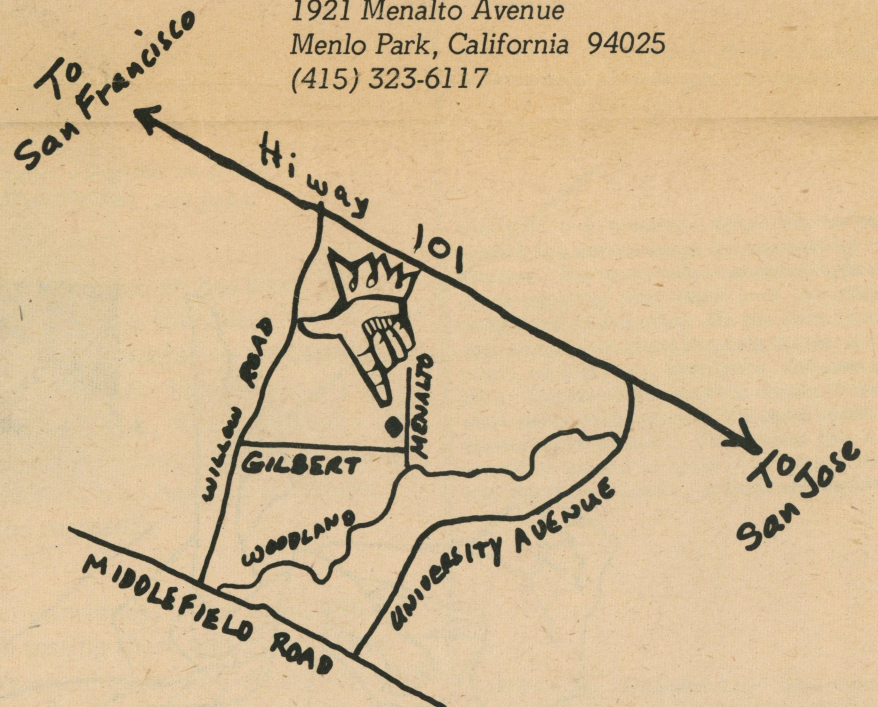 1921 Menalto Avenue
Menlo Park, California 94025
(415) 323-6117
To
San Francisco
Hiway 101
WILLOW ROAD
MENALTO
GILBERT
WOODLAND
UNIVERSITY AVENUE
MIDDLEFIELD ROAD
To
San Jose